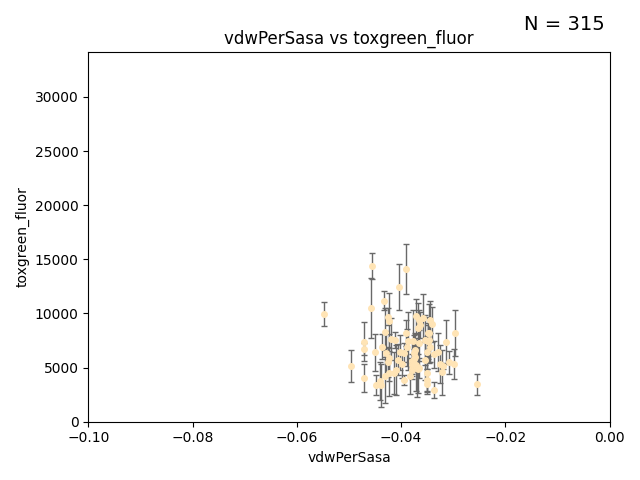 N = 315
vdwPerSasa vs toxgreen_fluor
30000
25000
20000
15000
10000
5000
0
toxgreen_fluor
−0.10 −0.08 −0.06 −0.04 −0.02 0.00
vdwPerSasa